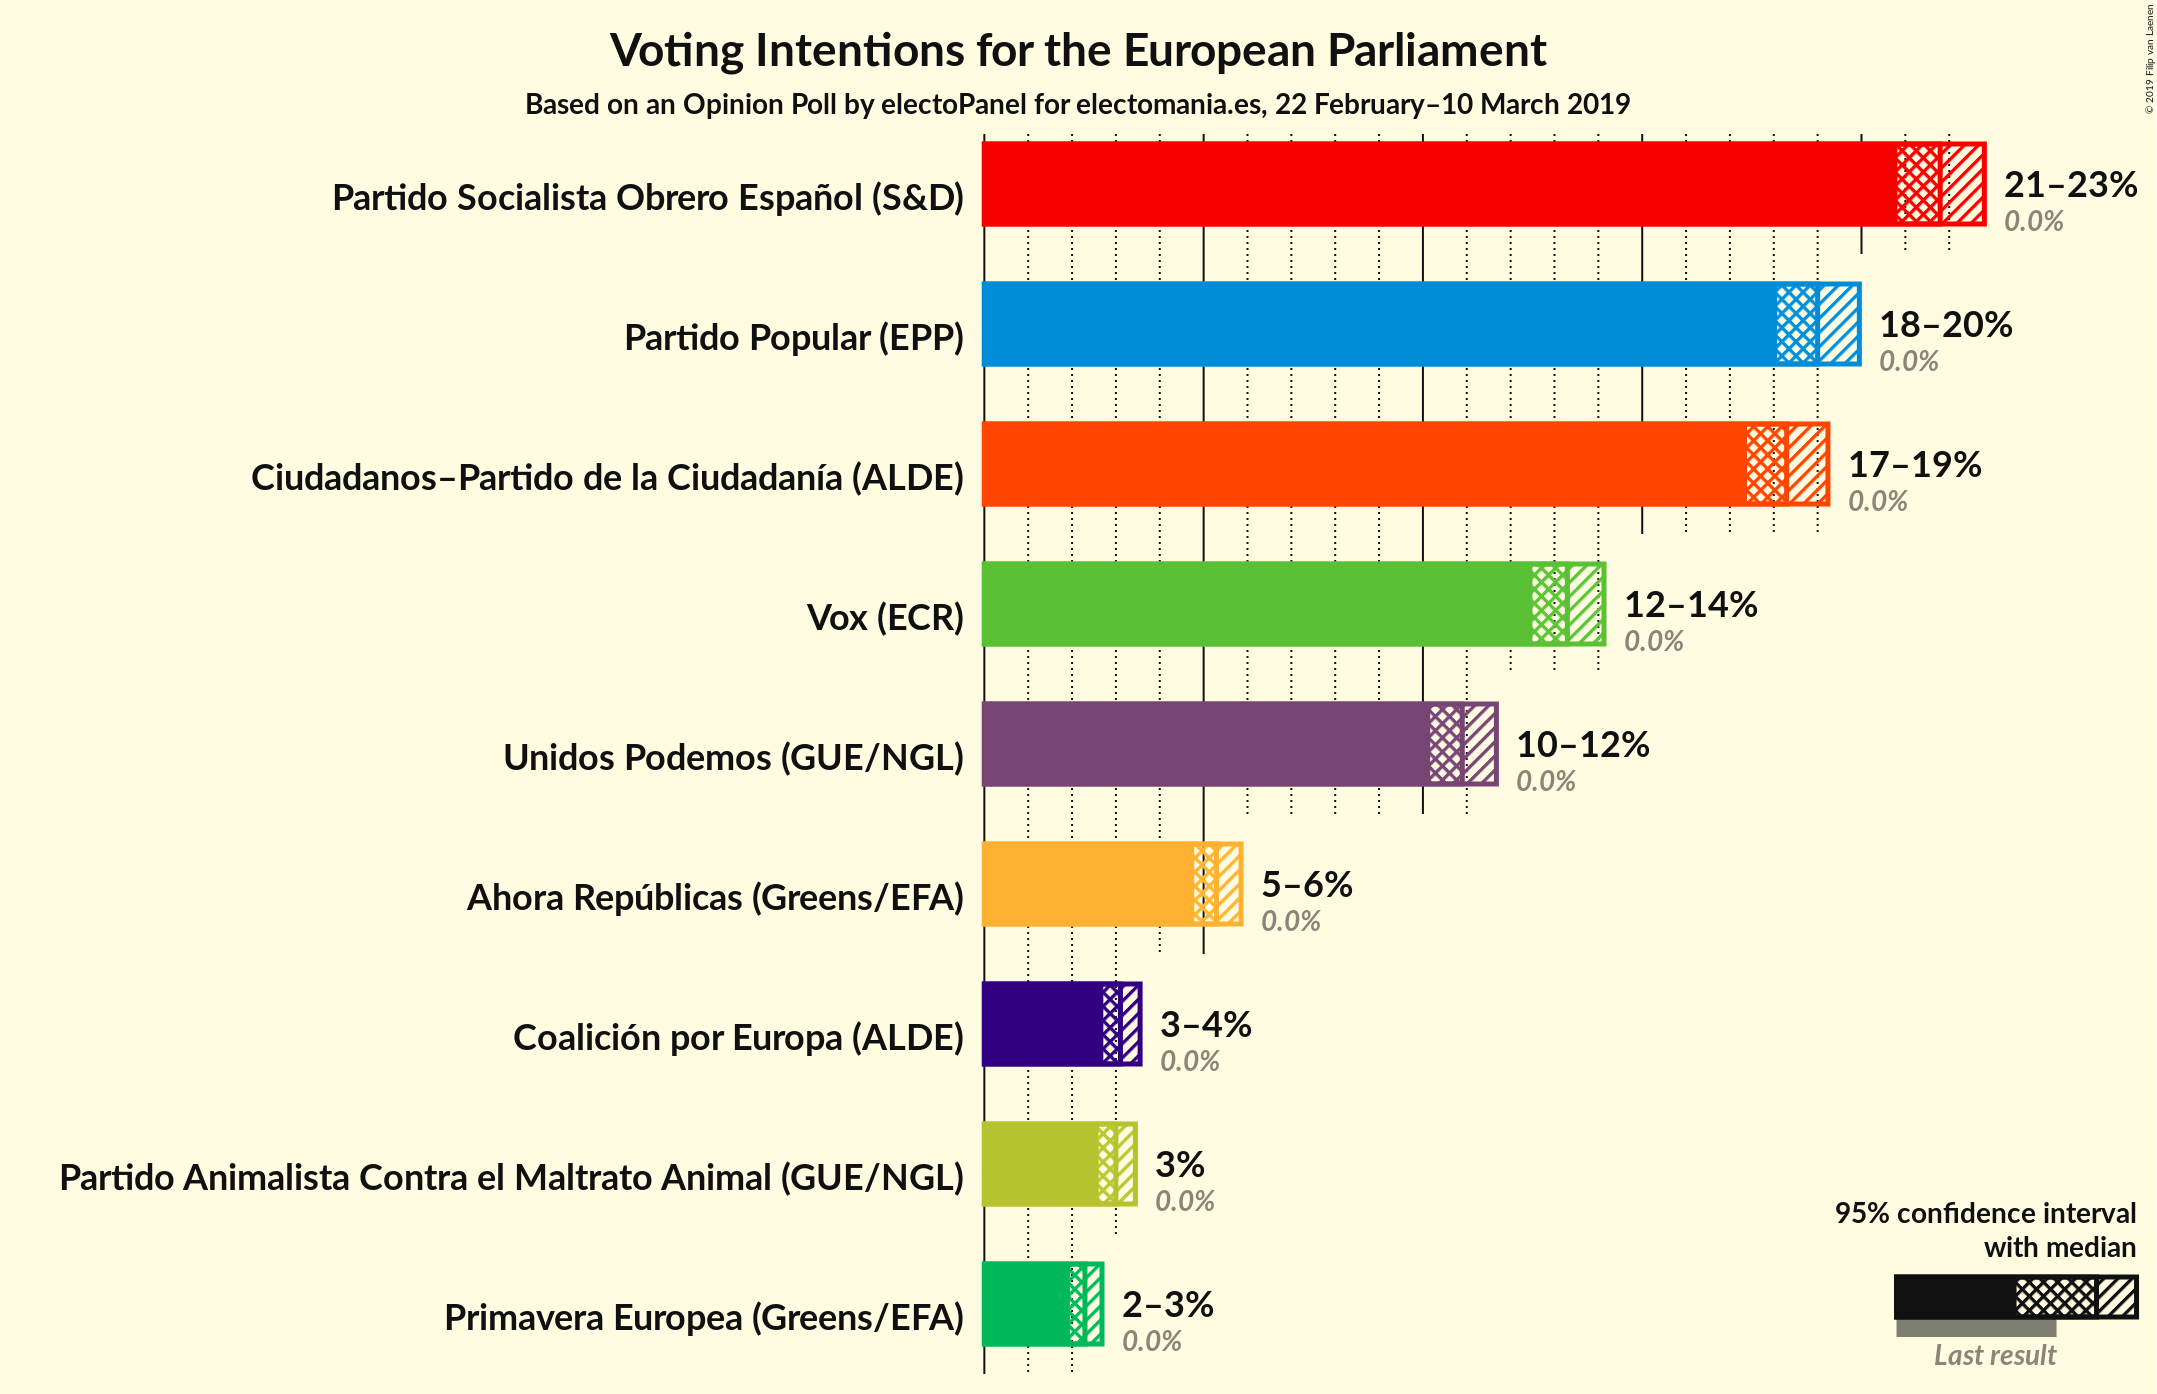 © 2019 Filip van Laenen
Voting Intentions for the European Parliament
Based on an Opinion Poll by electoPanel for electomania.es, 22 February–10 March 2019
Partido Socialista Obrero Español (S&D)
21–23%
0.0%
Partido Popular (EPP)
18–20%
0.0%
Ciudadanos–Partido de la Ciudadanía (ALDE)
17–19%
0.0%
Vox (ECR)
12–14%
0.0%
Unidos Podemos (GUE/NGL)
10–12%
0.0%
Ahora Repúblicas (Greens/EFA)
5–6%
0.0%
Coalición por Europa (ALDE)
3–4%
0.0%
Partido Animalista Contra el Maltrato Animal (GUE/NGL)
3%
0.0%
Primavera Europea (Greens/EFA)
2–3%
0.0%
95% confidence interval
with median
Last result